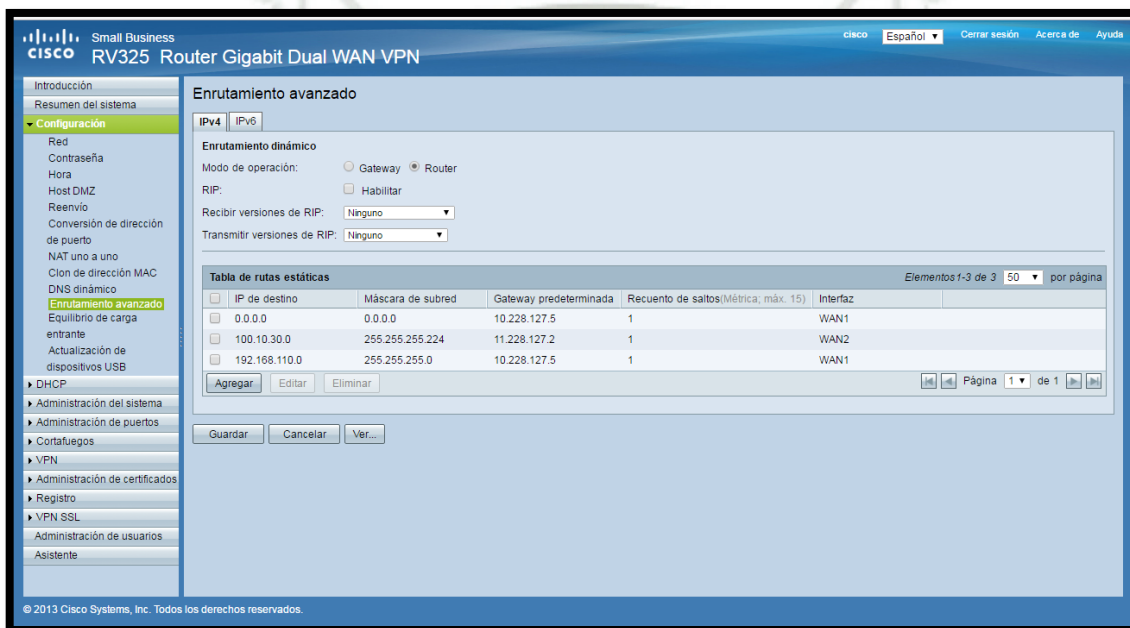 Small Business
CISCO RV325 Router Gigabit Dual WAN VPN
cisco Español Cerrar sesión Acerca de Ayuda
Introducción
Resumen del sistema
Configuración
Red
Contraseña
Hora
Host DMZ
Reenvío
Conversión de dirección
de puerto
NAT uno a uno
Clon de dirección MAC
DNS dinámico
Enrutamiento avanzado
Equilibrio de carga
entrante
Actualización de
dispositivos USB
DHCP
Administración del sistema
Administración de puertos
Cortafuegos
VPN
Administración de certificados
Registro
VPN SSL
Administración de usuarios
Asistente
Enrutamiento avanzado
IPv4 IPv6
Enrutamiento dinámico
Modo de operación: Gateway Router
RIP: Habilitar
Recibir versiones de RIP: Ninguno
Transmitir versiones de RIP: Ninguno
Tabla de rutas estáticas Elementos 1-3 de 3 50 por página
IP de destino Máscara de subred Gateway predeterminada Recuento de saltos(Métrica; máx. 15) Interfaz
0.0.0.0 0.0.0.0 10.228.127.5 1 WAN1
100.10.30.0 255.255.255.224 11.228.127.2 1 WAN2
192.168.110.0 255.255.255.0 10.228.127.5 1 WAN1
Agregar Editar Eliminar Página 1 de 1
Guardar Cancelar Ver...
© 2013 Cisco Systems, Inc. Todos los derechos reservados.